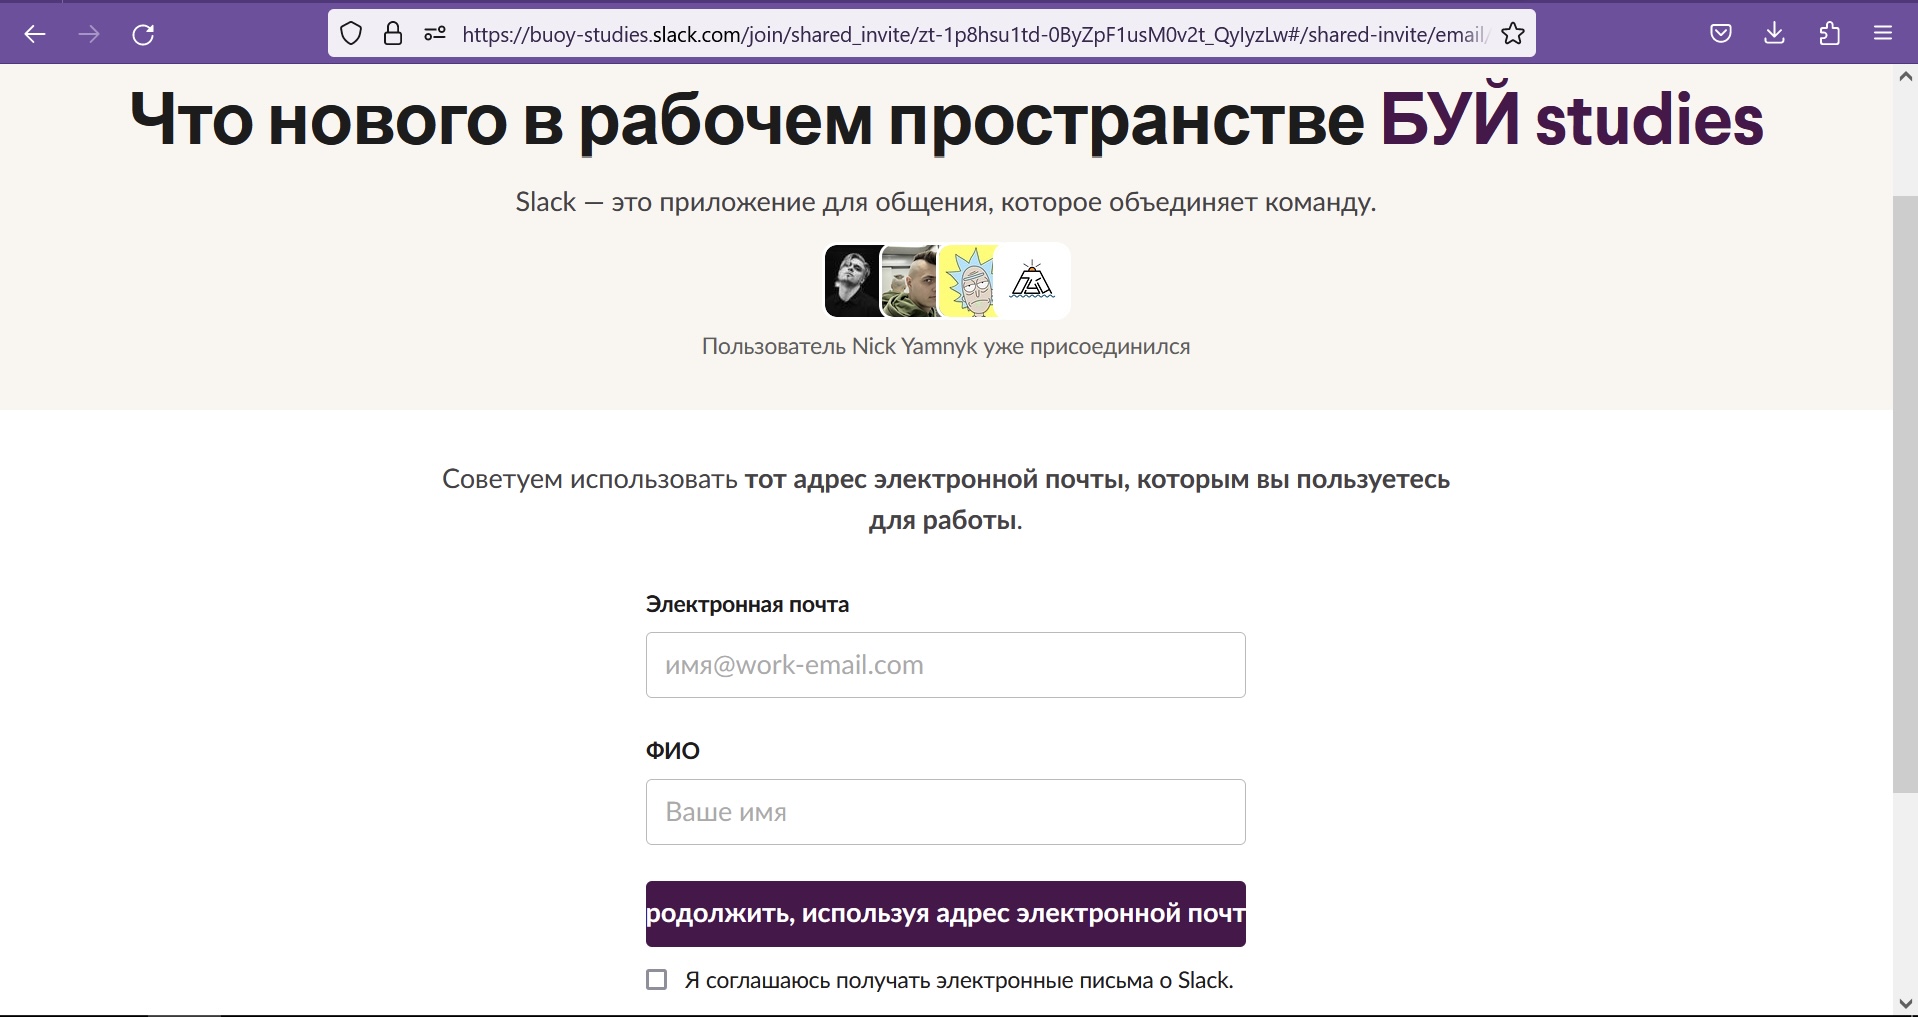 https://buoy-studies.slack.com/join/shared_invite/zt-1p8hsu1td-0ByZpF1usM0v2t_QyIyzLw#/shared-invite/email/
Что нового в рабочем пространстве БУЙ studies
Slack — это приложение для общения, которое объединяет команду.
Пользователь Nick Yamnyk уже присоединился
Советуем использовать тот адрес электронной почты, которым вы пользуетесь
для работы.
Электронная почта
имя@work-email.com
ФИО
Ваше имя
родолжить, используя адрес электронной почт
Я соглашаюсь получать электронные письма о Slack.